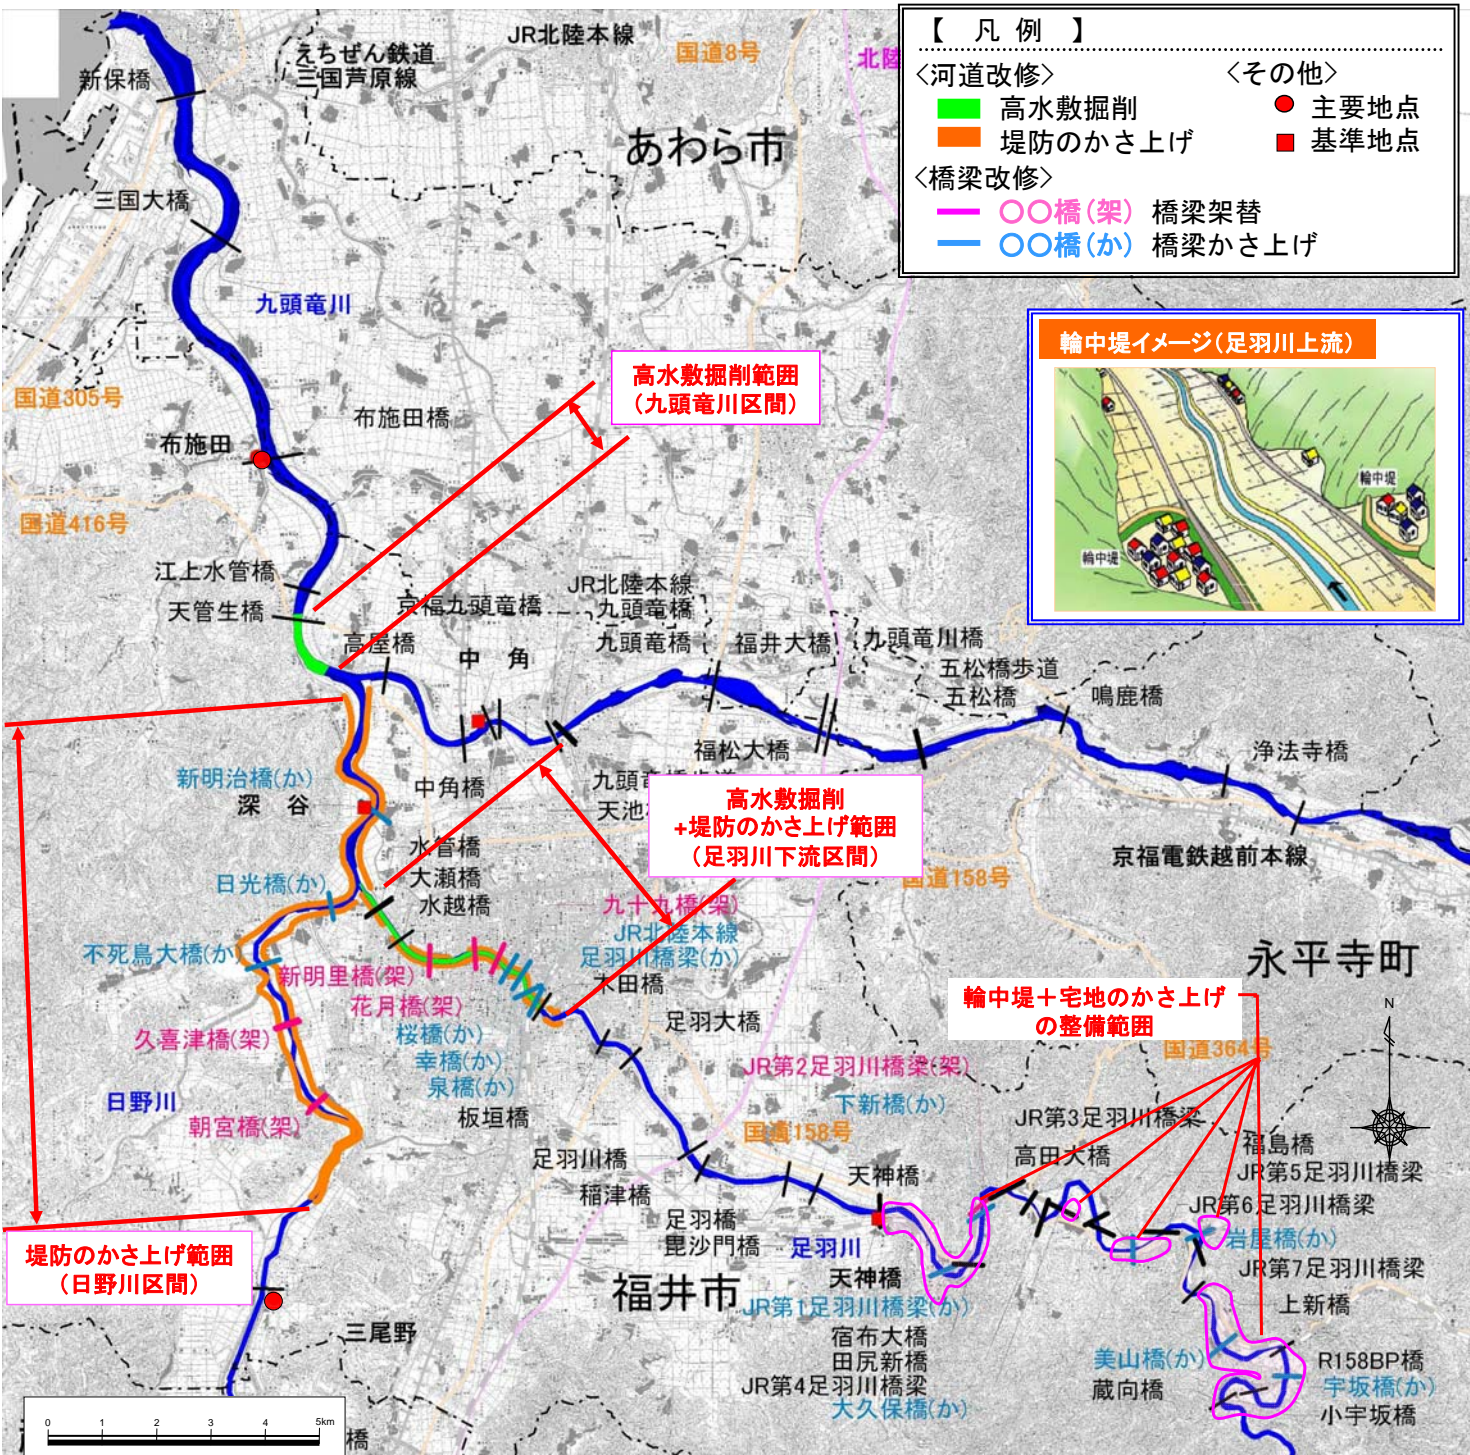 【 凡 例 】
<河道改修>
高水敷掘削
堤防のかさ上げ
<その他>
主要地点
基準地点
<橋梁改修>
〇〇橋(架) 橋梁架替
〇〇橋(か) 橋梁かさ上げ
えちぜん鉄道
三国芦原線
JR北陸本線
国道8号
北陸
新保橋
あわら市
三国大橋
九頭竜川
輪中堤イメージ(足羽川上流)
輪中堤
輪中堤
高水敷掘削範囲
(九頭竜川区間)
国道305号
布施田橋
布施田
国道416号
江上水管橋
天管生橋
京福九頭竜橋
高屋橋
中 角
JR北陸本線
九頭竜橋
九頭竜橋
福井大橋
九頭竜川橋
五松橋歩道
五松橋
鳴鹿橋
福松大橋
浄法寺橋
新明治橋(か)
深 谷
中角橋
天池
高水敷掘削
+堤防のかさ上げ範囲
(足羽川下流区間)
水管橋
大瀬橋
水越橋
日光橋(か)
京福電鉄越前本線
国道158号
九十九橋(架)
JR北陸本線
足羽川橋梁(か)
木田橋
不死鳥大橋(か
新明里橋(架)
花月橋(架)
桜橋(か)
幸橋(か)
泉橋(か)
板垣橋
足羽大橋
永平寺町
輪中堤+宅地のかさ上げ
の整備範囲
国道364号
N
久喜津橋(架)
日野川
朝宮橋(架)
JR第2足羽川橋梁(架)
下新橋(か)
国道158号
JR第3足羽川橋梁
高田大橋
福島橋
JR第5足羽川橋梁
JR第6足羽川橋梁
岩屋橋(か)
JR第7足羽川橋梁
上新橋
足羽川橋
稲津橋
天神橋
足羽橋
毘沙門橋
足羽川
天神橋
福井市
JR第1足羽川橋梁(か)
宿布大橋
田尻新橋
JR第4足羽川橋梁
大久保橋(か)
堤防のかさ上げ範囲
(日野川区間)
三尾野
美山橋(か)
蔵向橋
R158BP橋
宇坂橋(か)
小宇坂橋
0 1 2 3 4 5km
橋